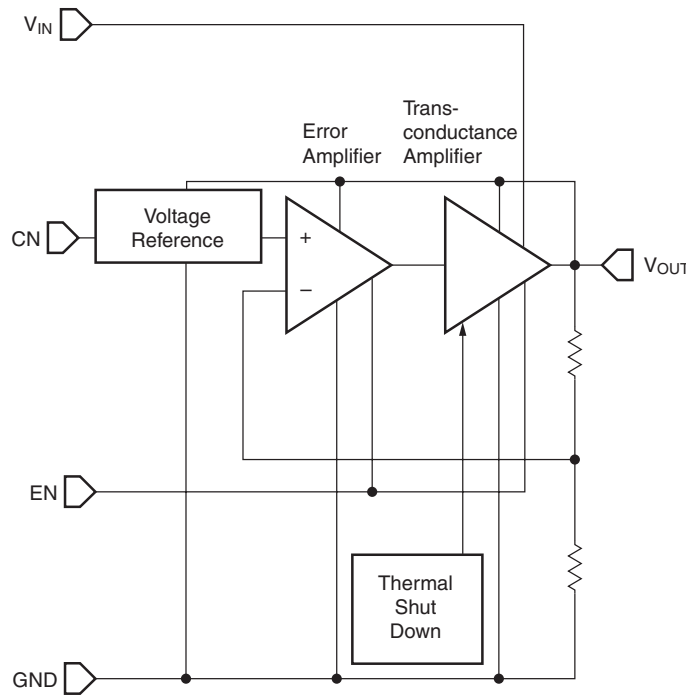 VIN
Trans-
conductance
Amplifier
Error
Amplifier
Voltage
Reference
CN
+
−
VOUT
EN
Thermal
Shut
Down
GND